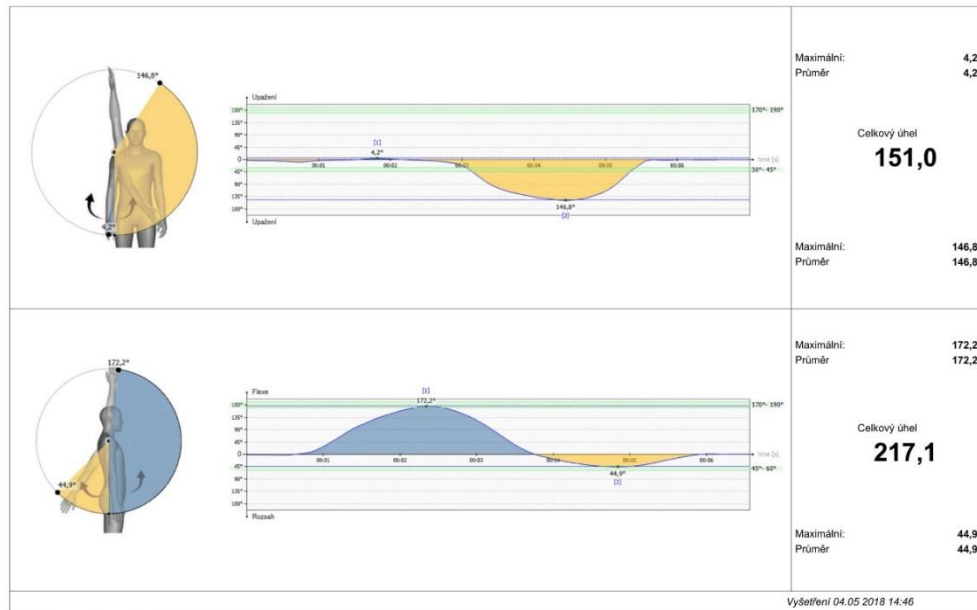 146,8°
4,2°
Upažení
180°
135°
90°
45°
0
45°
90°
135°
180°
Upažení
[1]
4,2°
00:01
00:02
00:03
00:04
00:05
00:06
time [s]
146,8°
[2]
170°- 190°
30°- 45°
Maximální: 4,2
Průměr 4,2
Celkový úhel
151,0
Maximální: 146,8
Průměr 146,8
172,2°
44,9°
Flexe
180°
135°
90°
45°
0
45°
90°
135°
180°
Rozsah
[1]
172,2°
00:01
00:02
00:03
00:04
00:05
00:06
time [s]
44,9°
[2]
170°- 190°
45°- 60°
Maximální: 172,2
Průměr 172,2
Celkový úhel
217,1
Maximální: 44,9
Průměr 44,9
Vyšetření 04.05 2018 14:46